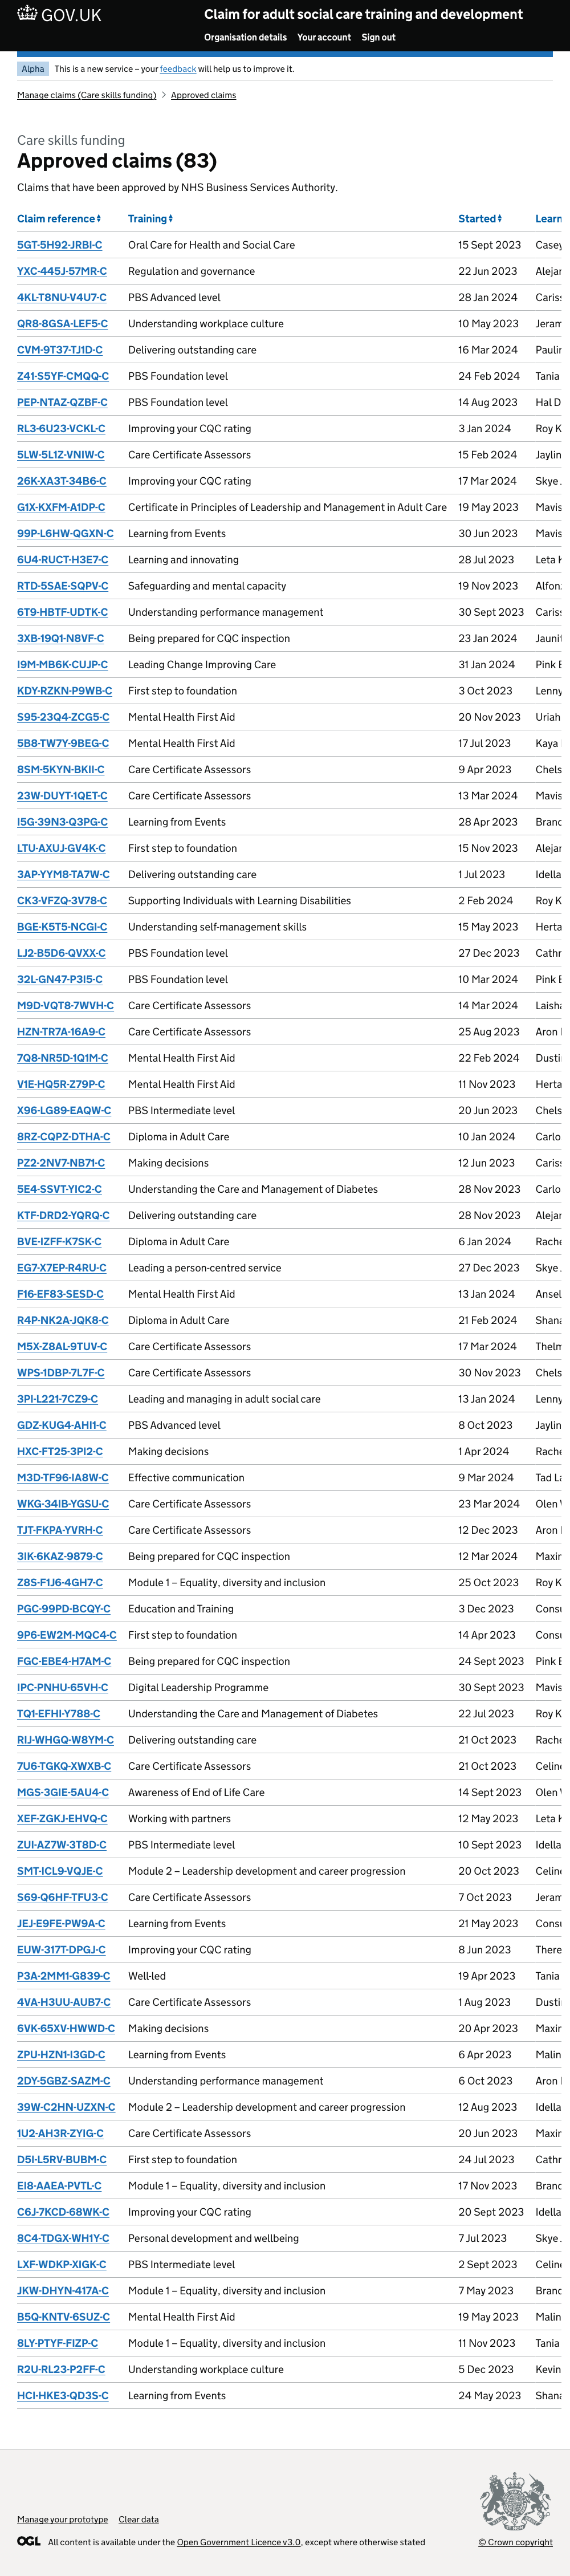 GOV.UK
Claim for adult social care training and development
Organisation details Your account Sign out
Alpha This is a new service – your feedback will help us to improve it.
Manage claims (Care skills funding) Approved claims
Care skills funding
Approved claims (83)
Claims that have been approved by NHS Business Services Authority.
Claim reference Training Started
5GT-5H92-JRBI-C Oral Care for Health and Social Care 15 Sept 2023
YXC-445J-57MR-C Regulation and governance 22 Jun 2023
4KL-T8NU-V4U7-C PBS Advanced level 28 Jan 2024
QR8-8GSA-LEF5-C Understanding workplace culture 10 May 2023
CVM-9T37-TJ1D-C Delivering outstanding care 16 Mar 2024
Z41-S5YF-CMQQ-C PBS Foundation level 24 Feb 2024 Tania
PEP-NTAZ-QZBF-C PBS Foundation level 14 Aug 2023 Hal D
RL3-6U23-VCKL-C Improving your CQC rating 3 Jan 2024 Roy K
5LW-5L1Z-VNIW-C Care Certificate Assessors 15 Feb 2024
26K-XA3T-34B6-C Improving your CQC rating 17 Mar 2024 Skye
G1X-KXFM-A1DP-C Certificate in Principles of Leadership and Management in Adult Care 19 May 2023 Mavis
99P-L6HW-QGXN-C Learning from Events 30 Jun 2023 Mavis
6U4-RUCT-H3E7-C Learning and innovating 28 Jul 2023 Leta
RTD-5SAE-SQPV-C Safeguarding and mental capacity 19 Nov 2023
6T9-HBTF-UDTK-C Understanding performance management 30 Sept 2023
3XB-19Q1-N8VF-C Being prepared for CQC inspection 23 Jan 2024
I9M-MB6K-CUJP-C Leading Change Improving Care 31 Jan 2024 Pink
KDY-RZKN-P9WB-C First step to foundation 3 Oct 2023 Lenny
S95-23Q4-ZCG5-C Mental Health First Aid 20 Nov 2023 Uriah
5B8-TW7Y-9BEG-C Mental Health First Aid 17 Jul 2023 Kaya
8SM-5KYN-BKII-C Care Certificate Assessors 9 Apr 2023 Chels
23W-DUYT-1QET-C Care Certificate Assessors 13 Mar 2024 Mavis
I5G-39N3-Q3PG-C Learning from Events 28 Apr 2023
LTU-AXUJ-GV4K-C First step to foundation 15 Nov 2023
3AP-YYM8-TA7W-C Delivering outstanding care 1 Jul 2023 Idella
CK3-VFZQ-3V78-C Supporting Individuals with Learning Disabilities 2 Feb 2024 Roy K
BGE-K5T5-NCGI-C Understanding self-management skills 15 May 2023 Herta
LJ2-B5D6-QVXX-C PBS Foundation level 27 Dec 2023 Cathr
32L-GN47-P3I5-C PBS Foundation level 10 Mar 2024 Pink
M9D-VQT8-7WVH-C Care Certificate Assessors 14 Mar 2024
HZN-TR7A-16A9-C Care Certificate Assessors 25 Aug 2023 Aron
7Q8-NR5D-1Q1M-C Mental Health First Aid 22 Feb 2024
V1E-HQ5R-Z79P-C Mental Health First Aid 11 Nov 2023 Herta
X96-LG89-EAQW-C PBS Intermediate level 20 Jun 2023 Chels
8RZ-CQPZ-DTHA-C Diploma in Adult Care 10 Jan 2024 Carlo
PZ2-2NV7-NB71-C Making decisions 12 Jun 2023
5E4-SSVT-YIC2-C Understanding the Care and Management of Diabetes 28 Nov 2023 Carlo
KTF-DRD2-YQRQ-C Delivering outstanding care 28 Nov 2023
BVE-IZFF-K7SK-C Diploma in Adult Care 6 Jan 2024
EG7-X7EP-R4RU-C Leading a person-centred service 27 Dec 2023 Skye
F16-EF83-SESD-C Mental Health First Aid 13 Jan 2024 Ansel
R4P-NK2A-JQK8-C Diploma in Adult Care 21 Feb 2024
M5X-Z8AL-9TUV-C Care Certificate Assessors 17 Mar 2024
WPS-1DBP-7L7F-C Care Certificate Assessors 30 Nov 2023 Chels
3PI-L221-7CZ9-C Leading and managing in adult social care 13 Jan 2024 Lenny
GDZ-KUG4-AHI1-C PBS Advanced level 8 Oct 2023
HXC-FT25-3PI2-C Making decisions 1 Apr 2024
M3D-TF96-IA8W-C Effective communication 9 Mar 2024 Tad
WKG-34IB-YGSU-C Care Certificate Assessors 23 Mar 2024 Olen
TJT-FKPA-YVRH-C Care Certificate Assessors 12 Dec 2023 Aron
3IK-6KAZ-9879-C Being prepared for CQC inspection 12 Mar 2024
Z8S-F1J6-4GH7-C Module 1 – Equality, diversity and inclusion 25 Oct 2023 Roy K
PGC-99PD-BCQY-C Education and Training 3 Dec 2023
9P6-EW2M-MQC4-C First step to foundation 14 Apr 2023
FGC-EBE4-H7AM-C Being prepared for CQC inspection 24 Sept 2023 Pink
IPC-PNHU-65VH-C Digital Leadership Programme 30 Sept 2023 Mavis
TQ1-EFHI-Y788-C Understanding the Care and Management of Diabetes 22 Jul 2023 Roy K
RIJ-WHGQ-W8YM-C Delivering outstanding care 21 Oct 2023
7U6-TGKQ-XWXB-C Care Certificate Assessors 21 Oct 2023
MGS-3GIE-5AU4-C Awareness of End of Life Care 14 Sept 2023 Olen
XEF-ZGKJ-EHVQ-C Working with partners 12 May 2023 Leta
ZUI-AZ7W-3T8D-C PBS Intermediate level 10 Sept 2023 Idella
SMT-ICL9-VQJE-C Module 2 – Leadership development and career progression 20 Oct 2023
S69-Q6HF-TFU3-C Care Certificate Assessors 7 Oct 2023
JEJ-E9FE-PW9A-C Learning from Events 21 May 2023
EUW-317T-DPGJ-C Improving your CQC rating 8 Jun 2023
P3A-2MM1-G839-C Well-led 19 Apr 2023 Tania
4VA-H3UU-AUB7-C Care Certificate Assessors 1 Aug 2023
6VK-65XV-HWWD-C Making decisions 20 Apr 2023
ZPU-HZN1-I3GD-C Learning from Events 6 Apr 2023 Malin
2DY-5GBZ-SAZM-C Understanding performance management 6 Oct 2023 Aron
39W-C2HN-UZXN-C Module 2 – Leadership development and career progression 12 Aug 2023 Idella
1U2-AH3R-ZYIG-C Care Certificate Assessors 20 Jun 2023
D5I-L5RV-BUBM-C First step to foundation 24 Jul 2023 Cathr
EI8-AAEA-PVTL-C Module 1 – Equality, diversity and inclusion 17 Nov 2023
C6J-7KCD-68WK-C Improving your CQC rating 20 Sept 2023 Idella
8C4-TDGX-WH1Y-C Personal development and wellbeing 7 Jul 2023 Skye
LXF-WDKP-XIGK-C PBS Intermediate level 2 Sept 2023
JKW-DHYN-417A-C Module 1 – Equality, diversity and inclusion 7 May 2023
B5Q-KNTV-6SUZ-C Mental Health First Aid 19 May 2023 Malin
8LY-PTYF-FIZP-C Module 1 – Equality, diversity and inclusion 11 Nov 2023 Tania
R2U-RL23-P2FF-C Understanding workplace culture 5 Dec 2023 Kevin
HCI-HKE3-QD3S-C Learning from Events 24 May 2023
Manage your prototype Clear data
OGL All content is available under the Open Government Licence v3.0, except where otherwise stated
© Crown copyright